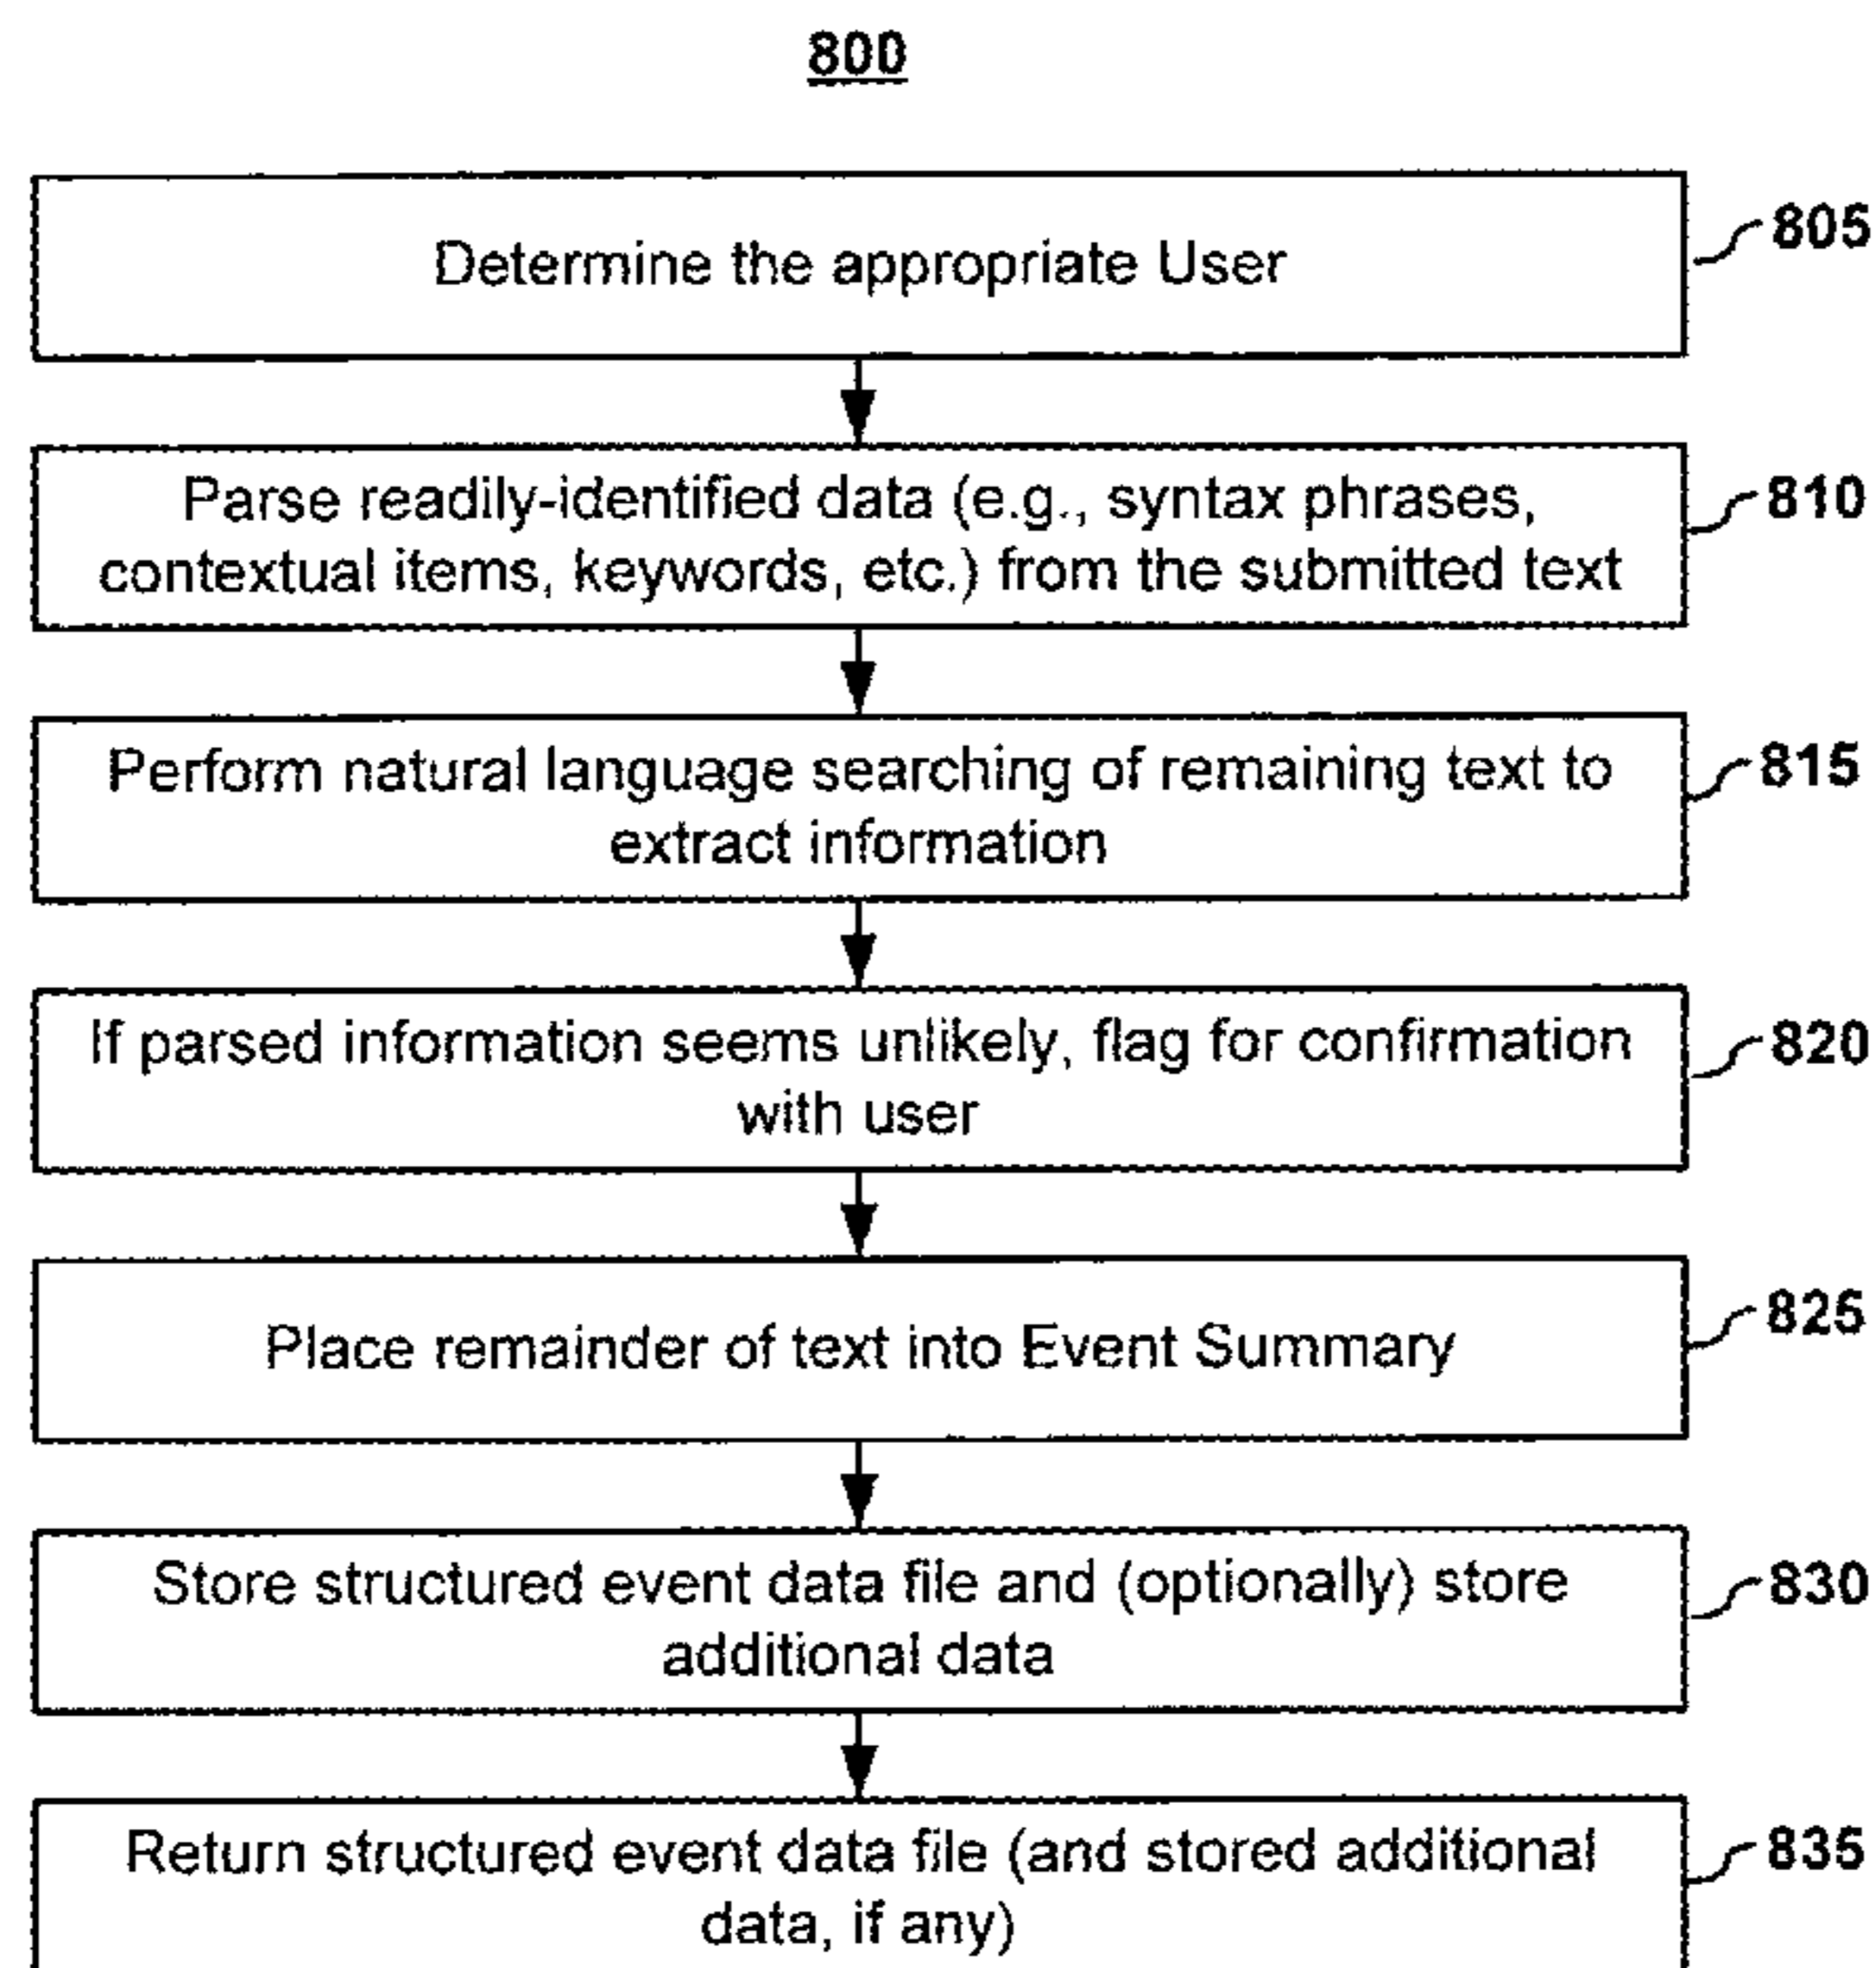 800
Determine the appropriate User
805
Parse readily-identified data (e.g., syntax phrases,
contextual items, keywords, etc.) from the submitted text
810
Perform natural language searching of remaining text to
extract information
815
If parsed information seems unlikely, flag for confirmation
with user
820
Place remainder of text into Event Summary
825
Store structured event data file and (optionally) store
additional data
830
Return structured event data file (and stored additional
data, if any)
835